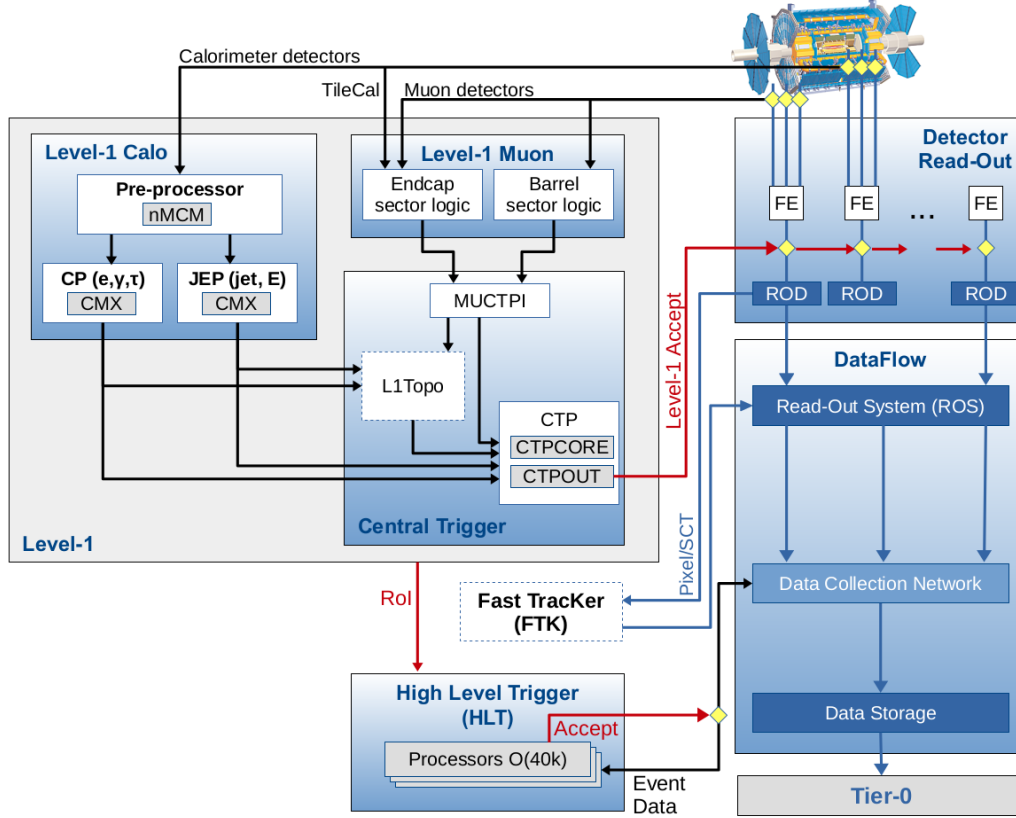 Calorimeter detectors
TileCal
Muon detectors
Level-1 Calo
Pre-processor
nMCM
CP (e,γ,τ)
CMX
JEP (jet, E)
CMX
Level-1 Muon
Endcap
sector logic
Barrel
sector logic
MUCTPI
L1Topo
CTP
CTPCORE
CTPOUT
Central Trigger
Level-1
Level-1 Accept
Detector
Read-Out
FE
FE
...
FE
ROD
ROD
ROD
DataFlow
Read-Out System (ROS)
Pixel/SCT
Data Collection Network
RoI
Fast TracKer
(FTK)
High Level Trigger
(HLT)
Accept
Processors O(40k)
Event
Data
Data Storage
Tier-0